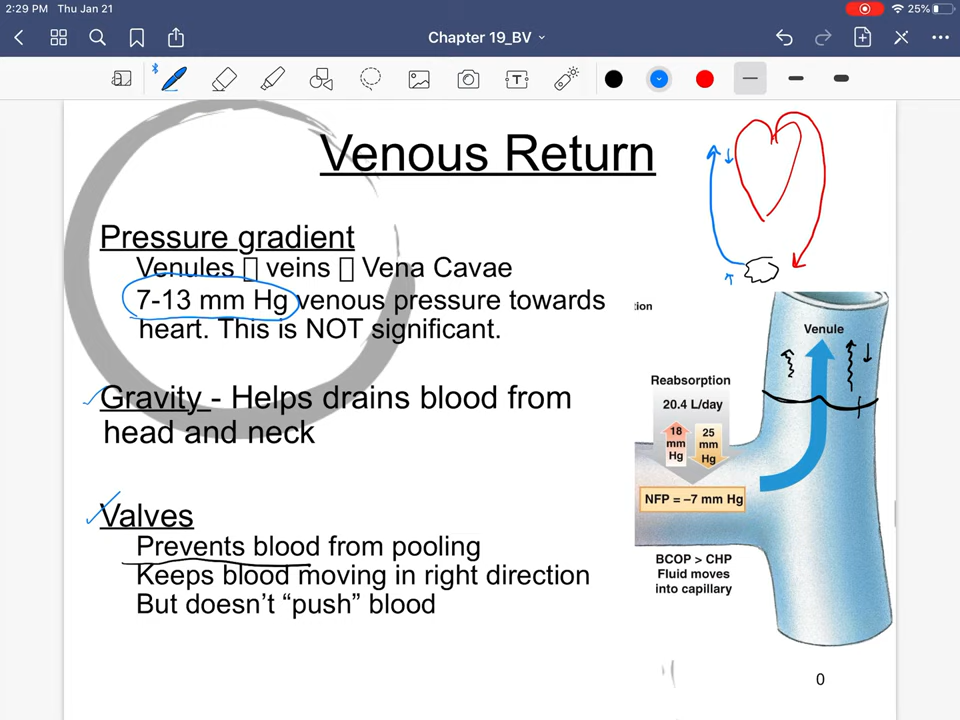 2:29 PM Thu Jan 21
25%
Chapter 19_BV
Venous Return
Pressure gradient
Venules veins Vena Cavae
7-13 mm Hg venous pressure towards
heart. This is NOT significant.
Gravity - Helps drains blood from
head and neck
Valves
Prevents blood from pooling
Keeps blood moving in right direction
But doesn't “push” blood
tion
Venule
Reabsorption
20.4 L/day
18
mm
Hg
25
mm
Hg
NFP = –7 mm Hg
BCOP > CHP
Fluid moves
into capillary
0